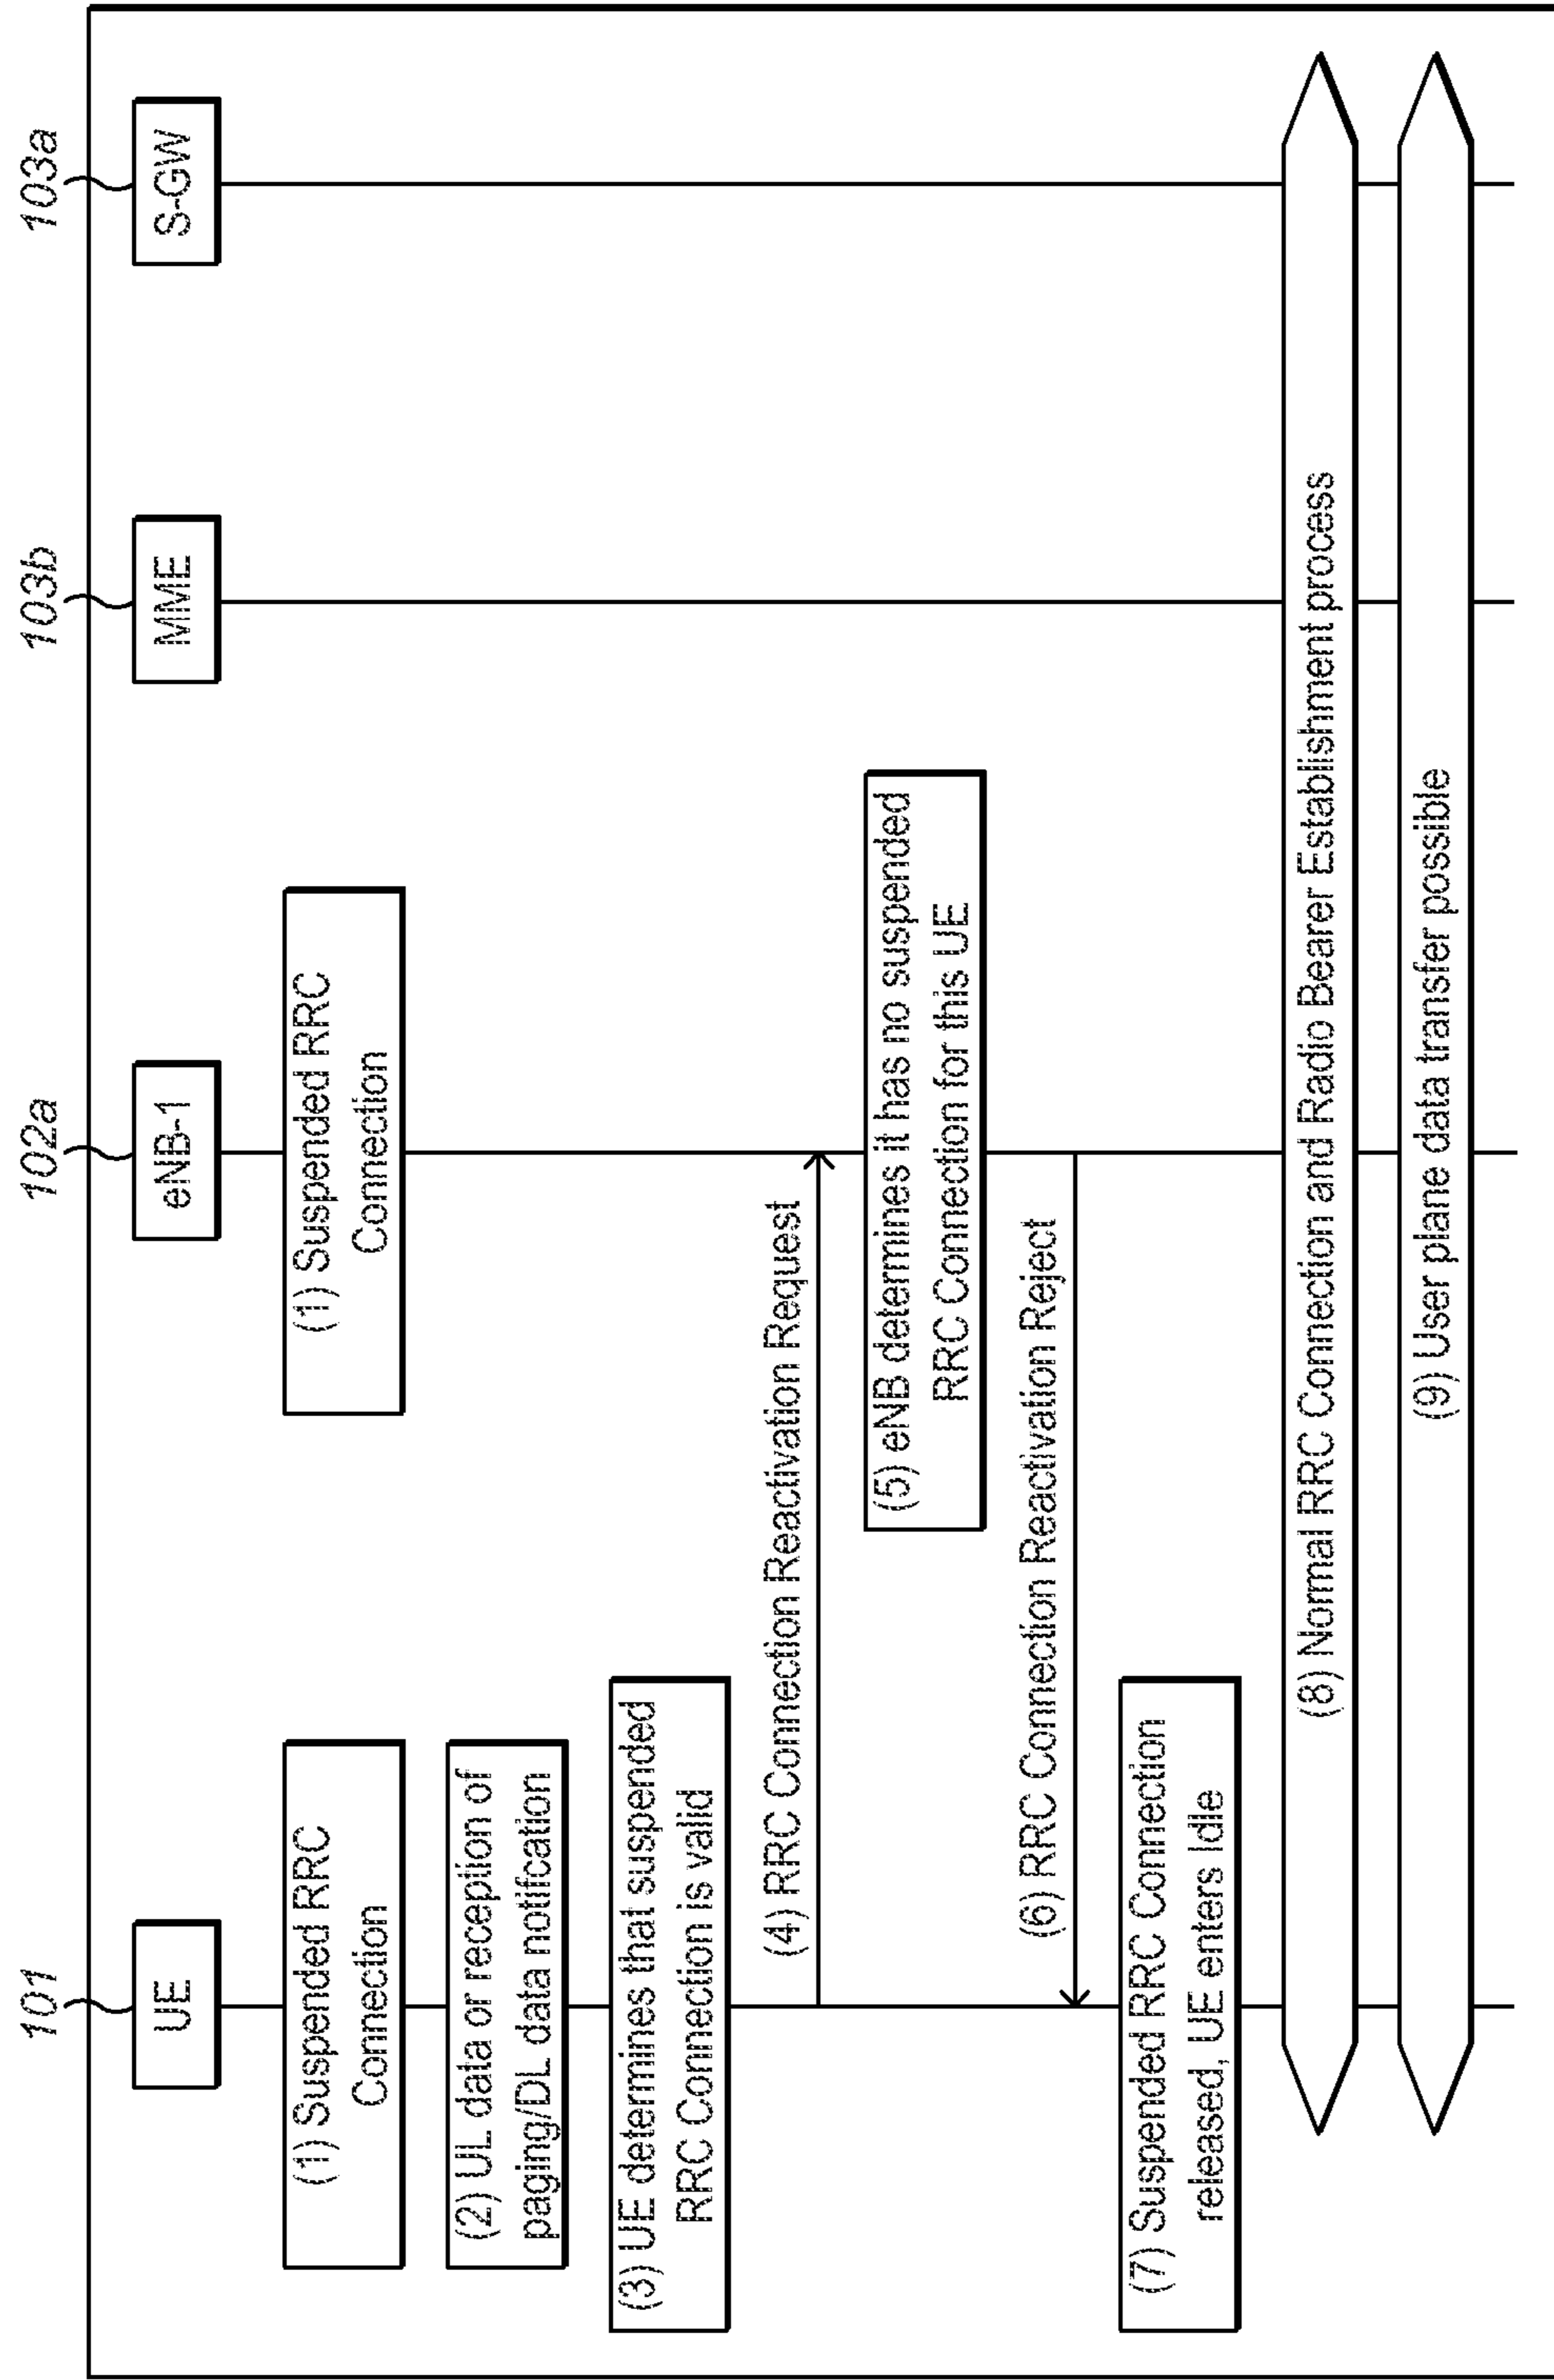 101
102a
103b
103a
UE
eNB-1
MME
S-GW
(1) Suspended RRC
Connection
(1) Suspended RRC
Connection
(2) UL data or reception of
paging/DL data notifcation
(3) UE determines that suspended
RRC Connection is valid
(4) RRC Connection Reactivation Request
(5) eNB determines it has no suspended
RRC Connection for this UE
(6) RRC Connection Reactivation Reject
(7) Suspended RRC Connection
released, UE enters Idle
(8) Normal RRC Connection and Radio Bearer Establishment process
(9) User plane data transfer possible